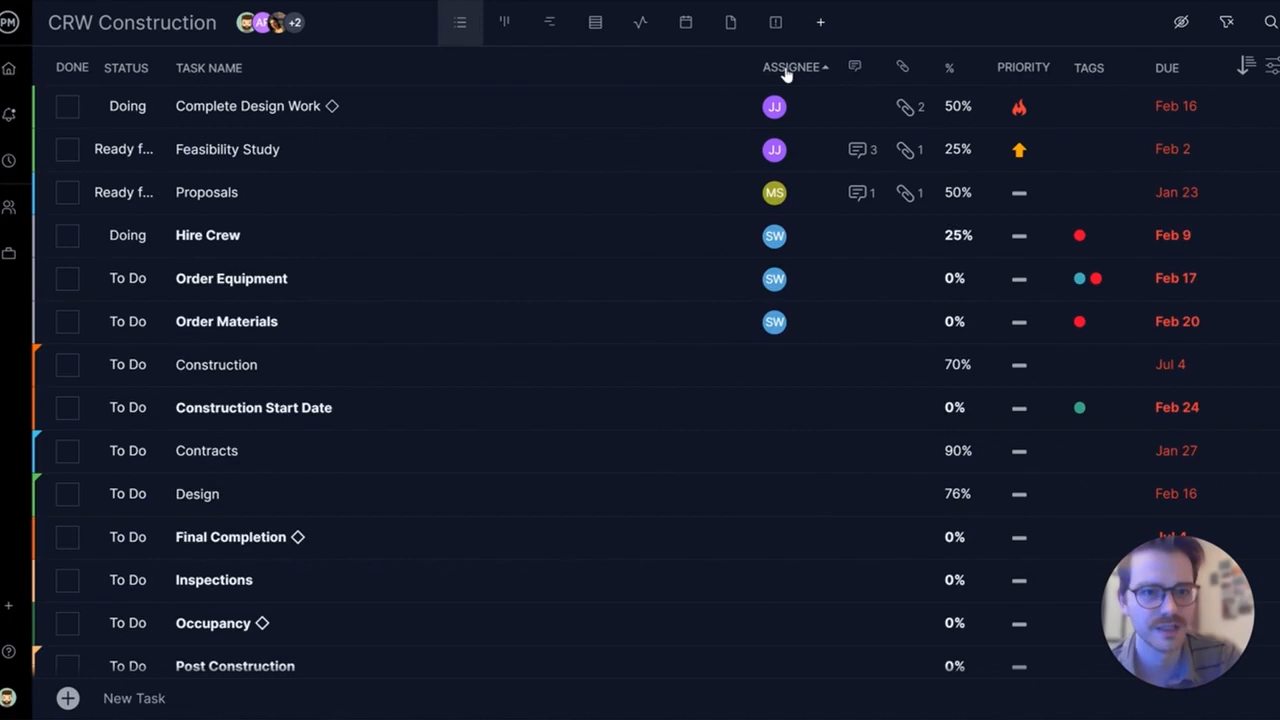 PM CRW Construction AF +2
DONE STATUS TASK NAME ASSIGNEE % PRIORITY TAGS DUE
Doing Complete Design Work JJ 2 50% Feb 16
Ready f... Feasibility Study JJ 3 1 25% Feb 2
Ready f... Proposals MS 1 1 50% Jan 23
Doing Hire Crew SW 25% Feb 9
To Do Order Equipment SW 0% Feb 17
To Do Order Materials SW 0% Feb 20
To Do Construction 70% Jul 4
To Do Construction Start Date 0% Feb 24
To Do Contracts 90% Jan 27
To Do Design 76% Feb 16
To Do Final Completion 0% Jul 4
To Do Inspections 0%
To Do Occupancy 0%
To Do Post Construction 0%
New Task